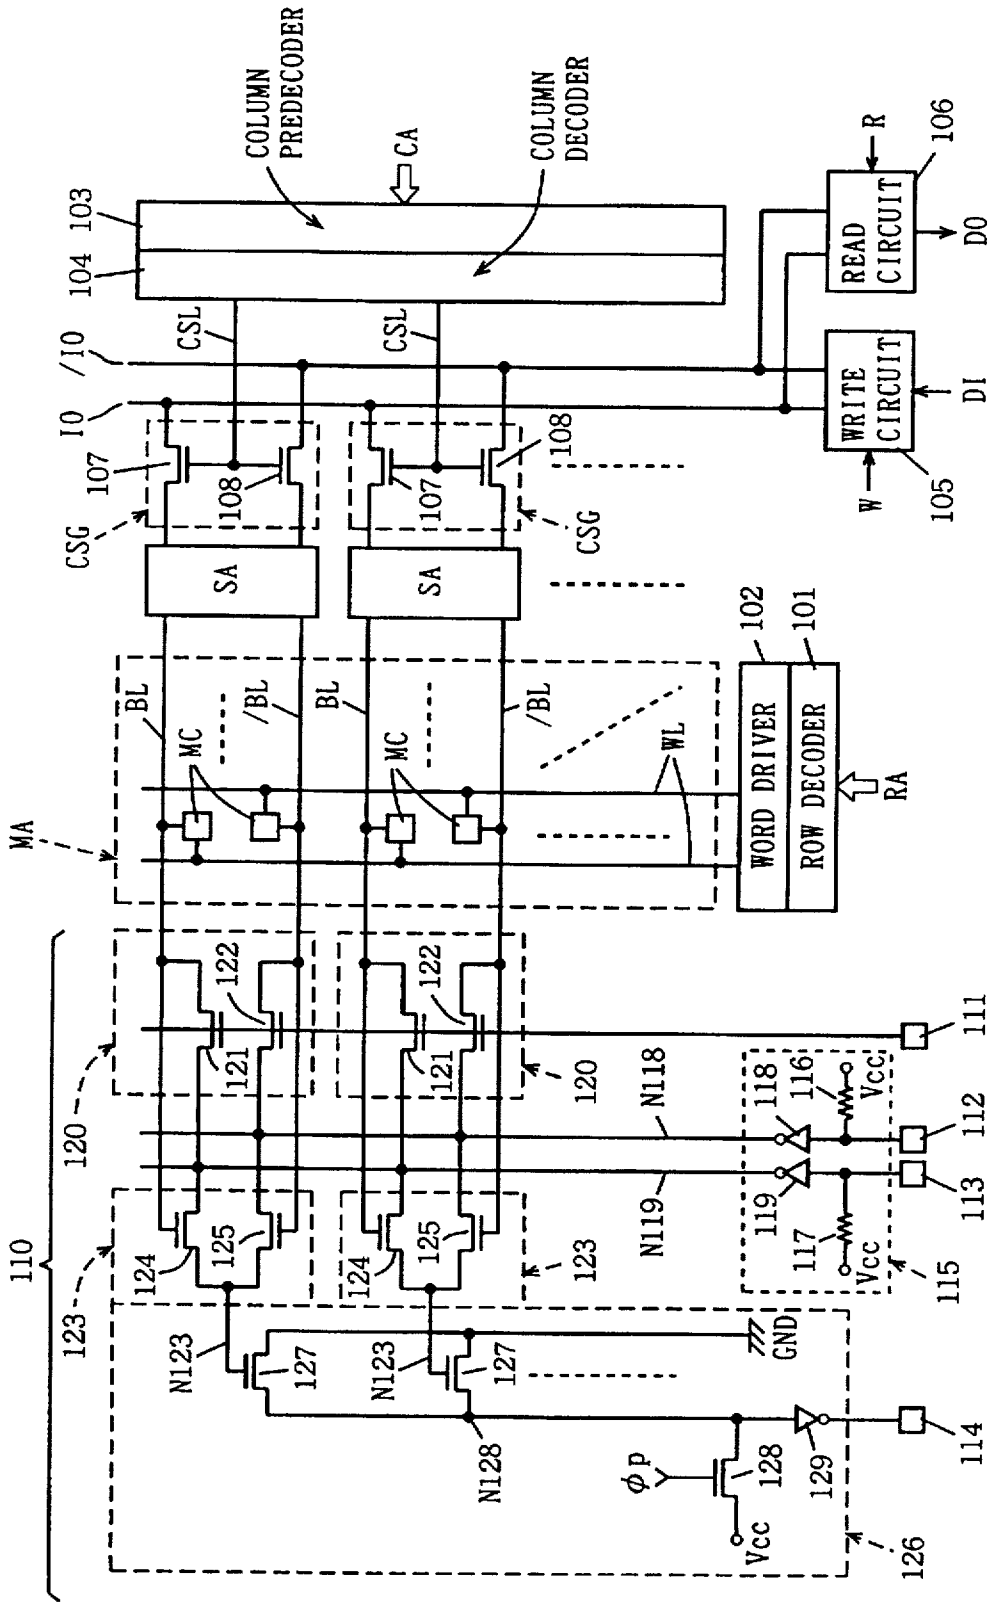 110
123
120
MA
CSG
107
IO
/IO
104
103
COLUMN
PREDECODER
CA
COLUMN
DECODER
CSL
CSL
N123
124
125
121
122
BL
/BL
MC
SA
108
127
N123
124
125
121
122
BL
/BL
MC
SA
107
108
CSG
127
N128
123
120
N119
N118
WL
φp
Vcc
128
129
GND
126
114
117
Vcc
119
118
116
Vcc
115
113
112
111
WORD DRIVER
102
ROW DECODER
101
RA
WRITE
CIRCUIT
W
105
DI
READ
CIRCUIT
R
106
DO